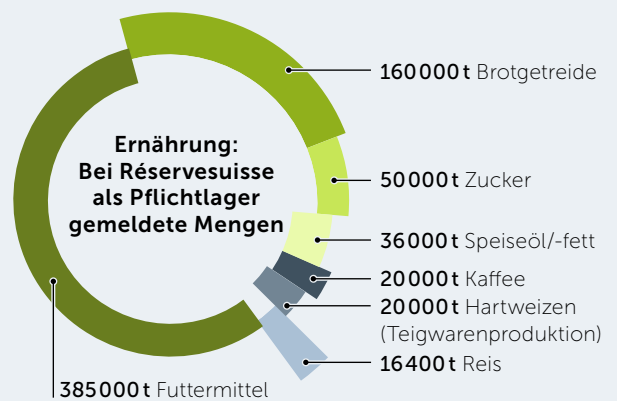 Ernährung:
Bei Réservesuisse
als Pflichtlager
gemeldete Mengen
160 000 t Brotgetreide
50 000 t Zucker
36 000 t Speiseöl/-fett
20 000 t Kaffee
20 000 t Hartweizen
(Teigwarenproduktion)
16 400 t Reis
385 000 t Futtermittel